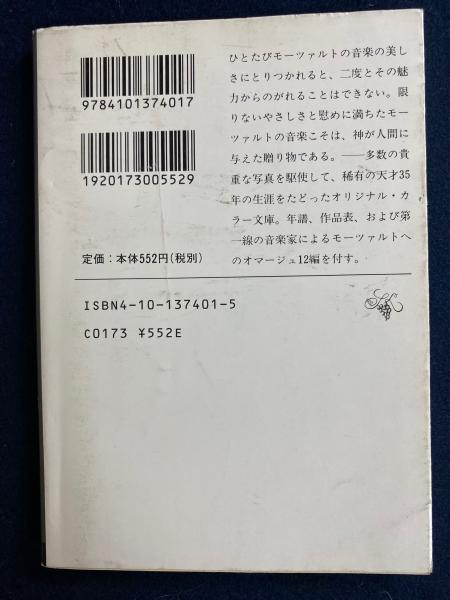 9784101374017
1920173005529
定価：本体552円（税別）
ひとたびモーツァルトの音楽の美し
さにとりつかれると、二度とその魅
力からのがれることはできない。限
りないやさしさと慰めに満ちたモー
ツァルトの音楽こそは、神が人間に
与えた贈り物である。――多数の貴
重な写真を駆使して、稀有の天才35
年の生涯をたどったオリジナル・カ
ラー文庫。年譜、作品表、および第
一線の音楽家によるモーツァルトへ
のオマージュ12編を付す。
ISBN4-10-137401-5
C0173 ¥552E